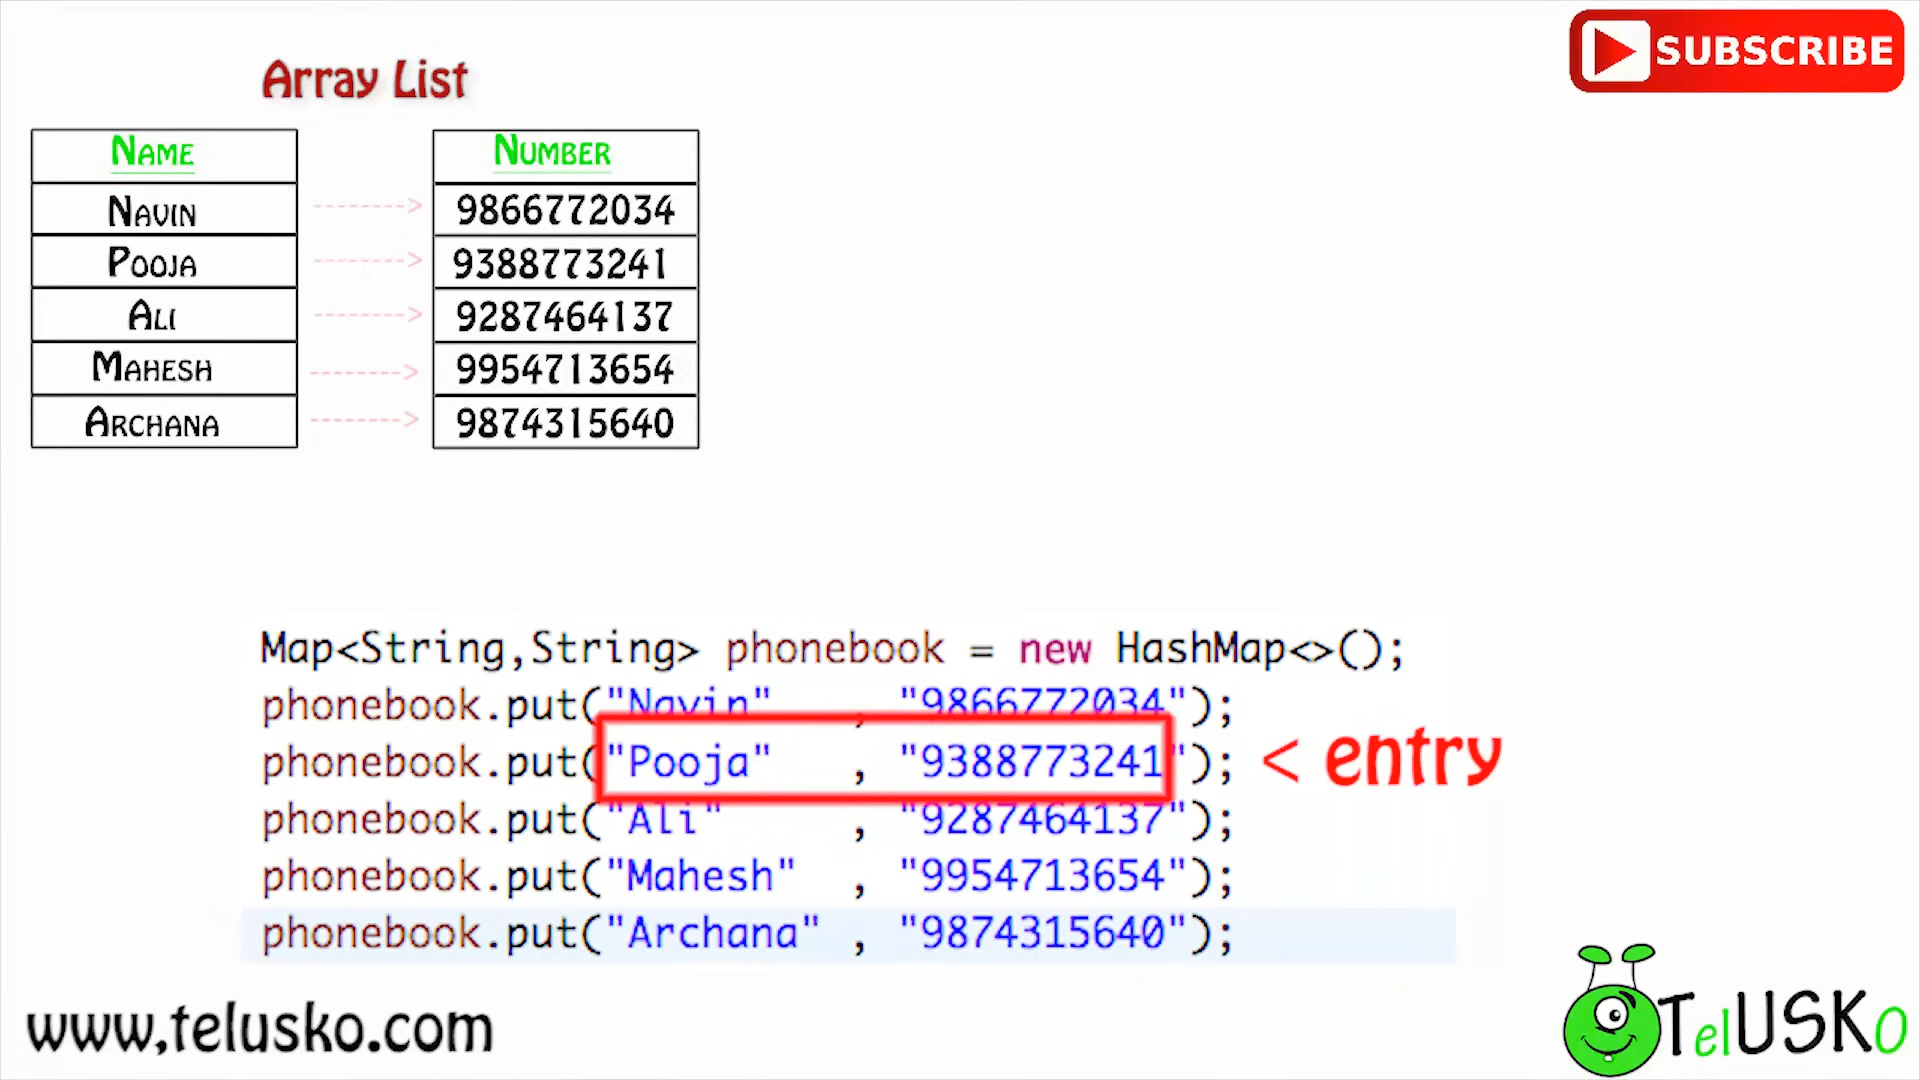 SUBSCRIBE
Array List
Name Number
Navin 9866772034
Pooja 9388773241
Ali 9287464137
Mahesh 9954713654
Archana 9874315640
Map<String,String> phonebook = new HashMap<>();
phonebook.put("Navin" , "9866772034");
phonebook.put("Pooja" , "9388773241");
< entry
phonebook.put("Ali" , "9287464137");
phonebook.put("Mahesh" , "9954713654");
phonebook.put("Archana" , "9874315640");
www.telusko.com
TelUSKo